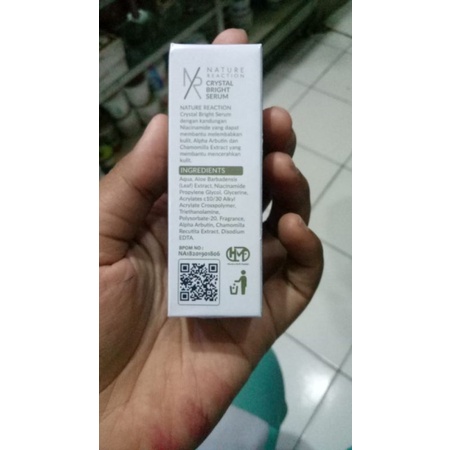 NR NATURE
REACTION
CRYSTAL
BRIGHT
SERUM
NATURE REACTION
Crystal Bright Serum
dengan kandungan
Niacinamide yang dapat
membantu melembabkan
kulit. Alpha Arbutin dan
Chamomilla Extract yang
membantu mencerahkan
kulit.
INGREDIENTS
Aqua, Aloe Barbadensis
(Leaf) Extract, Niacinamide
Propylene Glycol, Glycerine,
Acrylates c10/30 Alkyl
Acrylate Crosspolymer,
Triethanolamine,
Polysorbate-20, Fragrance,
Alpha Arbutin, Chamomilla
Recutita Extract, Disodium
EDTA.
BPOM NO :